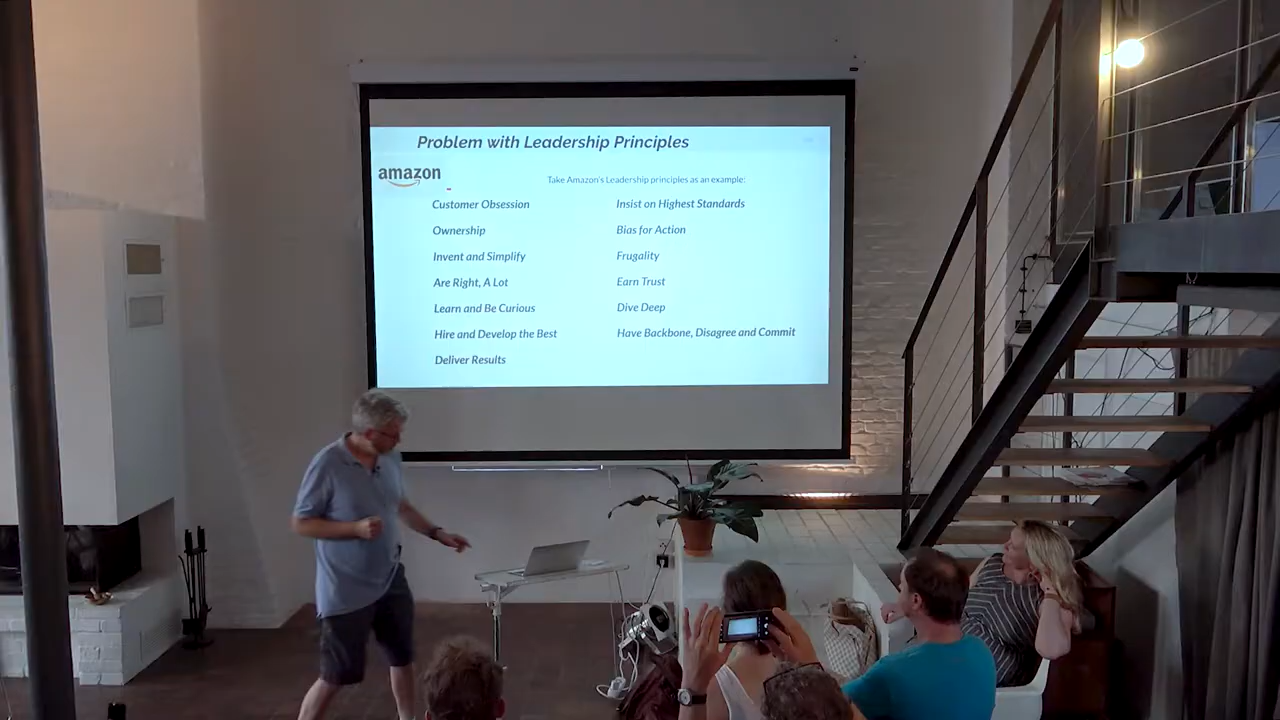 Problem with Leadership Principles
amazon
Take Amazon's Leadership principles as an example:
Customer Obsession
Ownership
Invent and Simplify
Are Right, A Lot
Learn and Be Curious
Hire and Develop the Best
Deliver Results
Insist on Highest Standards
Bias for Action
Frugality
Earn Trust
Dive Deep
Have Backbone, Disagree and Commit